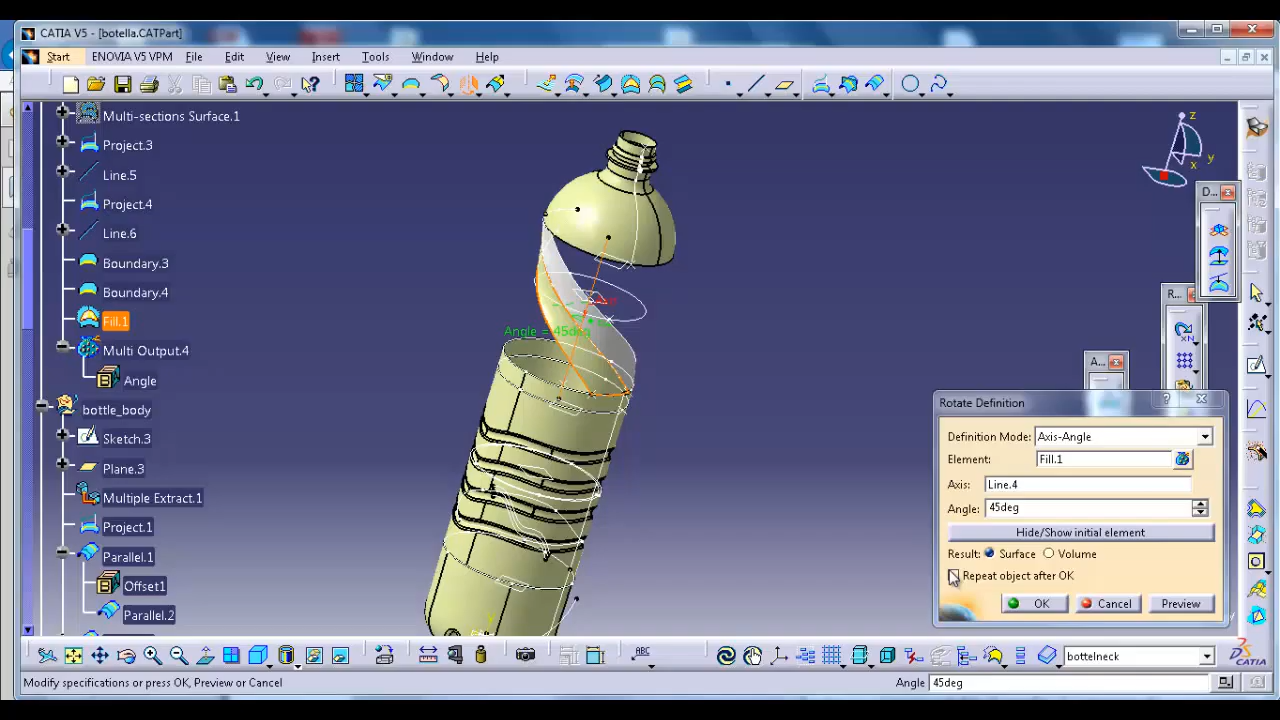 CATIA V5 - [botella.CATPart]
Start ENOVIA V5 VPM File Edit View Insert Tools Window Help
Multi-sections Surface.1
Project.3
Line.5
Project.4
Line.6
Boundary.3
Boundary.4
Fill.1
Multi Output.4
Angle
bottle_body
Sketch.3
Plane.3
Multiple Extract.1
Project.1
Parallel.1
Offset1
Parallel.2
Angle = 45deg
z
y
x
D...
R...
A...
Rotate Definition
Definition Mode: Axis-Angle
Element: Fill.1
Axis: Line.4
Angle: 45deg
Hide/Show initial element
Result: Surface Volume
Repeat object after OK
OK Cancel Preview
bottelneck
CATIA
Modify specifications or press OK, Preview or Cancel
Angle 45deg